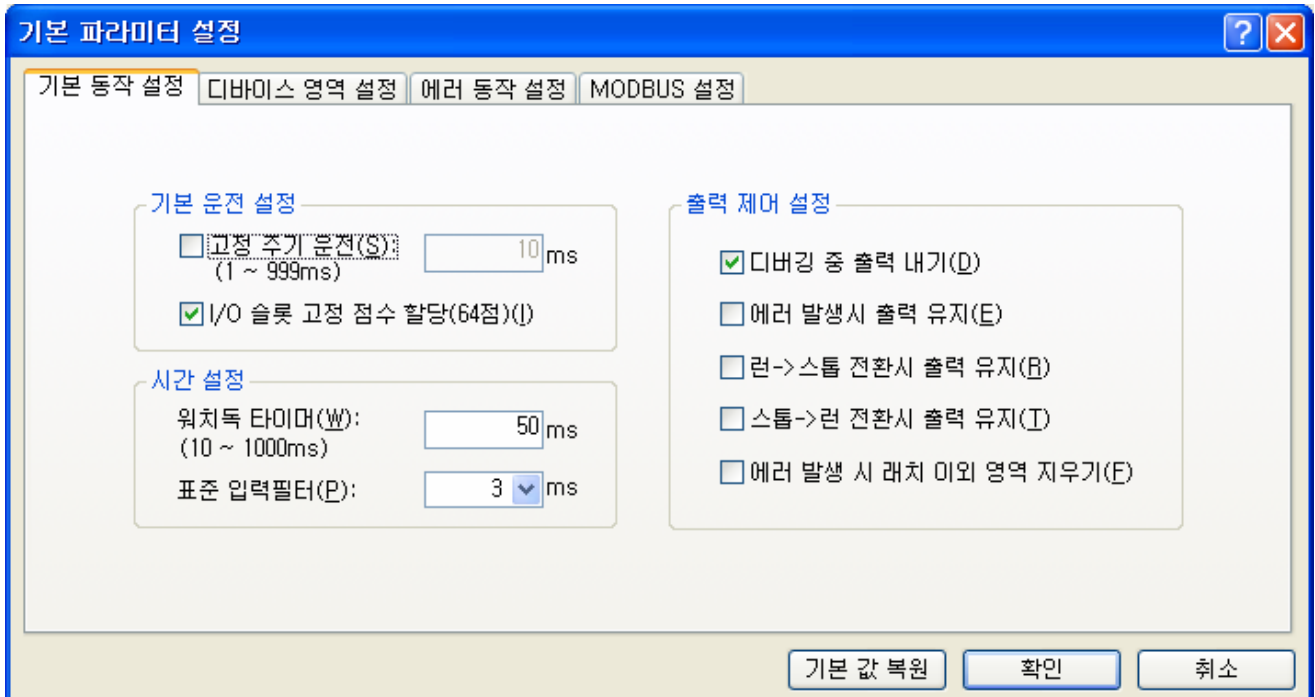 기본 파라미터 설정
기본 동작 설정
디바이스 영역 설정
에러 동작 설정
MODBUS 설정
기본 운전 설정
고정 주기 운전(S):
10 ms
(1 ~ 999ms)
I/O 슬롯 고정 점수 할당(64점)(I)
시간 설정
워치독 타이머(W):
50 ms
(10 ~ 1000ms)
표준 입력필터(P):
3 ms
출력 제어 설정
디버깅 중 출력 내기(D)
에러 발생시 출력 유지(E)
런->스톱 전환시 출력 유지(R)
스톱->런 전환시 출력 유지(T)
에러 발생 시 래치 이외 영역 지우기(F)
기본 값 복원
확인
취소